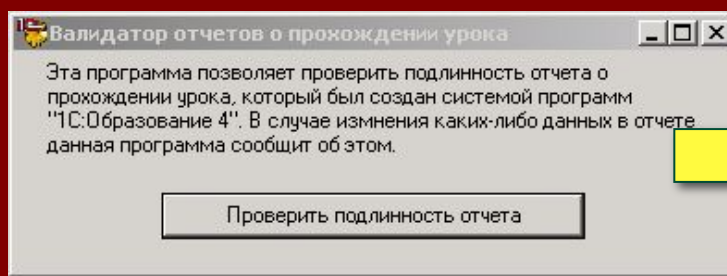 Валидатор отчетов о прохождении урока
Эта программа позволяет проверить подлинность отчета о
прохождении урока, который был создан системой программ
"1С:Образование 4". В случае измнения каких-либо данных в отчете
данная программа сообщит об этом.
Проверить подлинность отчета